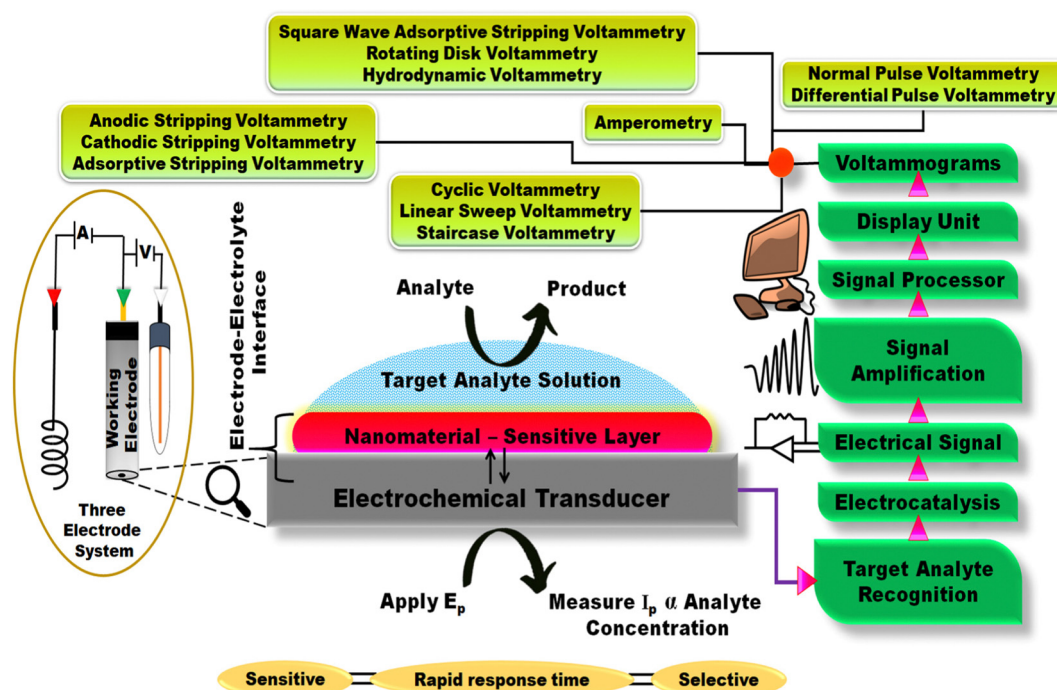 Square Wave Adsorptive Stripping Voltammetry
Rotating Disk Voltammetry
Hydrodynamic Voltammetry
Normal Pulse Voltammetry
Differential Pulse Voltammetry
Anodic Stripping Voltammetry
Cathodic Stripping Voltammetry
Adsorptive Stripping Voltammetry
Amperometry
Cyclic Voltammetry
Linear Sweep Voltammetry
Staircase Voltammetry
Voltammograms
Display Unit
Signal Processor
Signal
Amplification
Electrical Signal
Electrocatalysis
Target Analyte
Recognition
A
V
Working
Electrode
Three
Electrode
System
Electrode-Electrolyte
Interface
Analyte
Product
Target Analyte Solution
Nanomaterial – Sensitive Layer
Electrochemical Transducer
Apply Ep
Measure Ip α Analyte
Concentration
Sensitive
Rapid response time
Selective